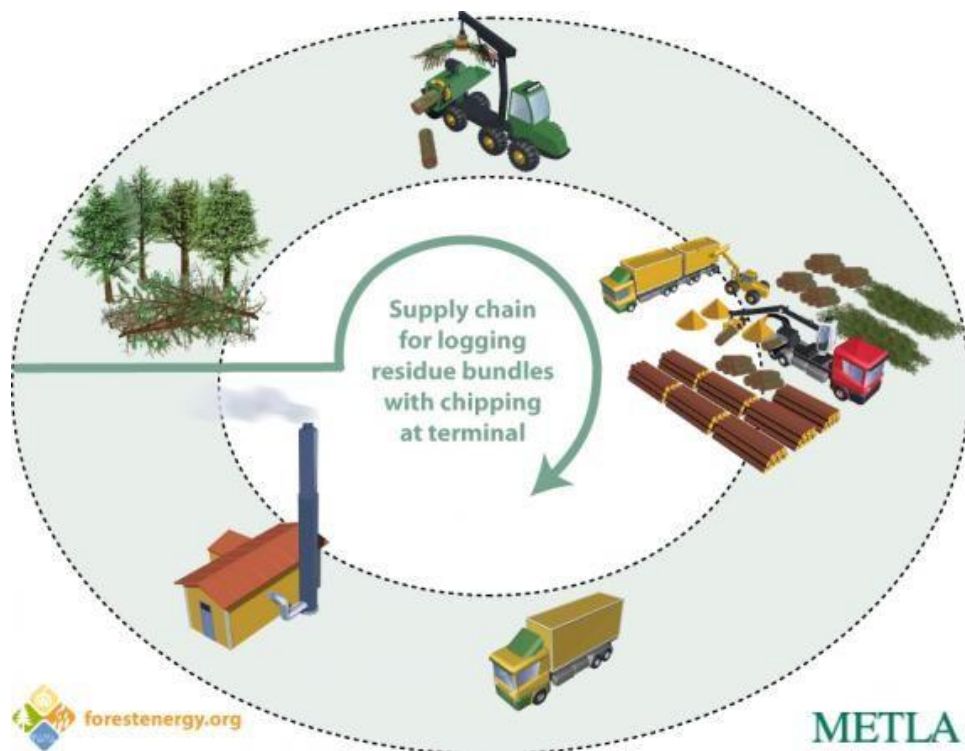 Supply chain
for logging
residue bundles
with chipping
at terminal
forestenergy.org
METLA